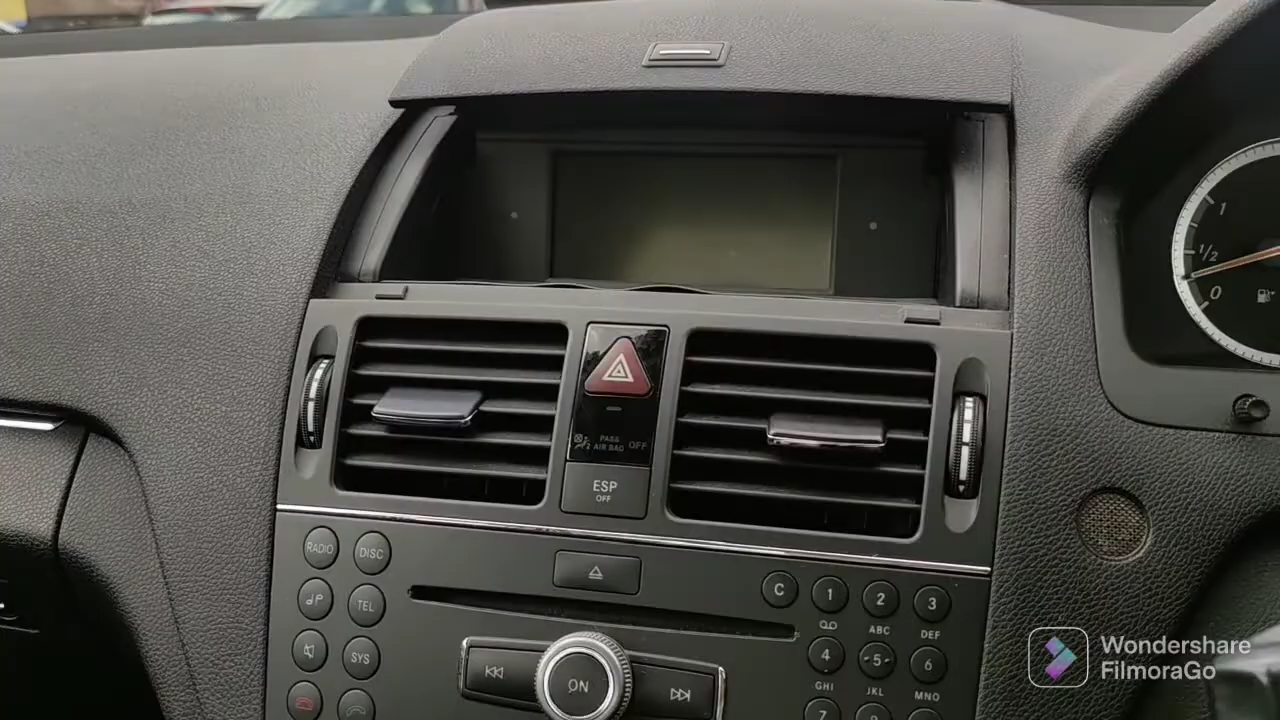 1
1/2
0
PASS
AIR BAG OFF
ESP
OFF
RADIO
DISC
C
1
2
3
ABC
DEF
P
TEL
4
5
6
GHI
JKL
MNO
SYS
ON
7
Wondershare
FilmoraGo